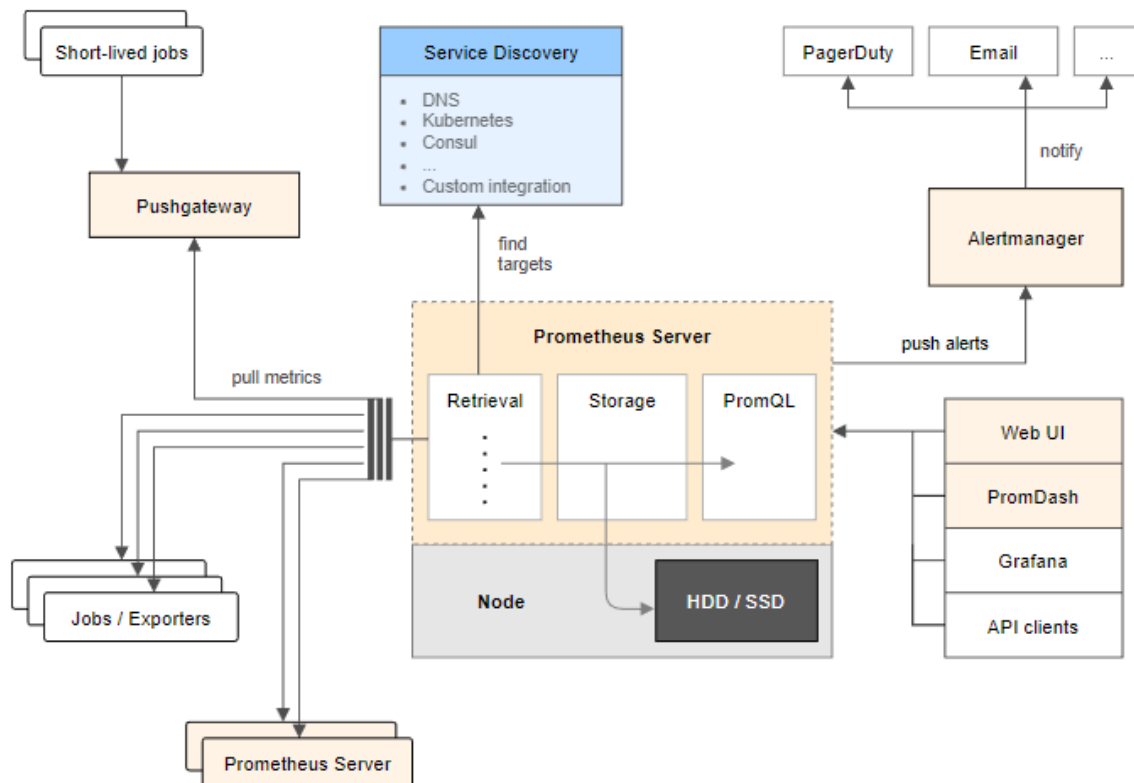 Short-lived jobs
Service Discovery
• DNS
• Kubernetes
• Consul
• ...
• Custom integration
PagerDuty
Email
...
notify
Pushgateway
Alertmanager
find
targets
Prometheus Server
push alerts
pull metrics
Retrieval
Storage
PromQL
Web UI
PromDash
Grafana
API clients
Node
HDD / SSD
Jobs / Exporters
Prometheus Server